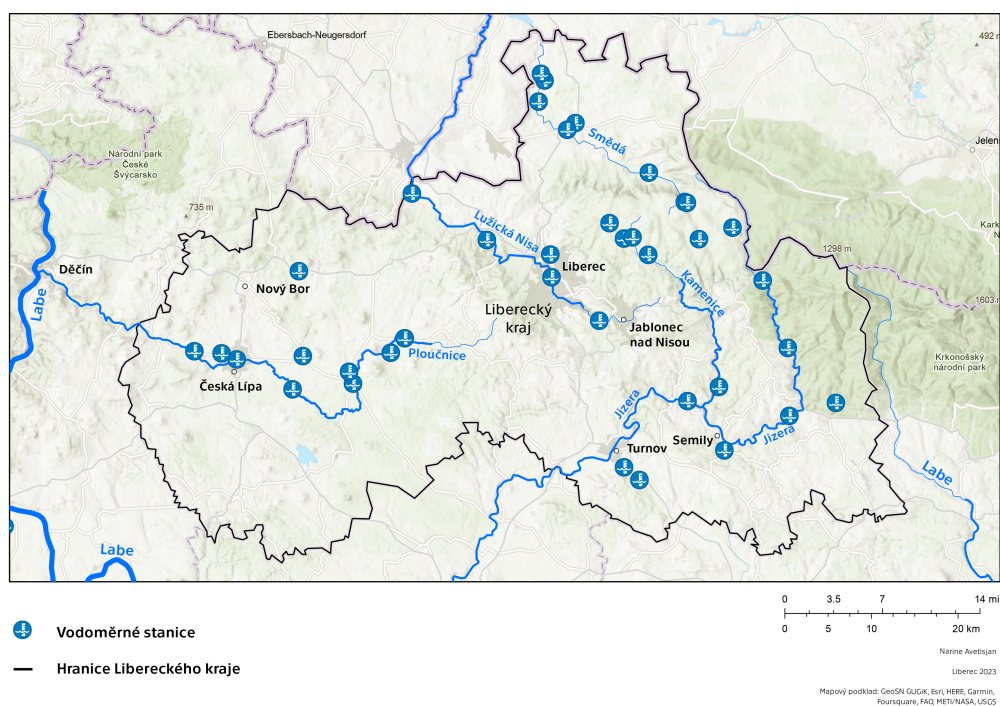 Ebersbach-Neugersdorf
492 m
Národní park
České
Švýcarsko
Smědá
Jelen
735 m
Lužická Nisa
Kark
N
1298 m
Děčín
Labe
Liberec
Nový Bor
Kamenice
1603 m
Liberecký
kraj
Jablonec
nad Nisou
Ploučnice
Krkonošský
národní park
Česká Lípa
Jizera
Semily
Jizera
Turnov
Labe
Labe
0 3.5 7 14 mi
0 5 10 20 km
Vodoměrné stanice
Hranice Libereckého kraje
Narine Avetisjan
Liberec 2023
Mapový podklad: GeoSN GUGiK, Esri, HERE, Garmin,
Foursquare, FAO, METI/NASA, USGS